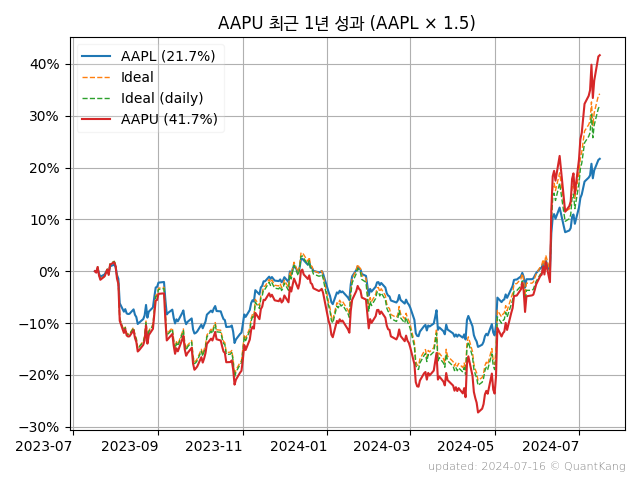 AAPU 최근 1년 성과 (AAPL × 1.5)
AAPL (21.7%)
Ideal
Ideal (daily)
AAPU (41.7%)
40%
30%
20%
10%
0%
−10%
−20%
−30%
2023-07 2023-09 2023-11 2024-01 2024-03 2024-05 2024-07
updated: 2024-07-16 © QuantKang